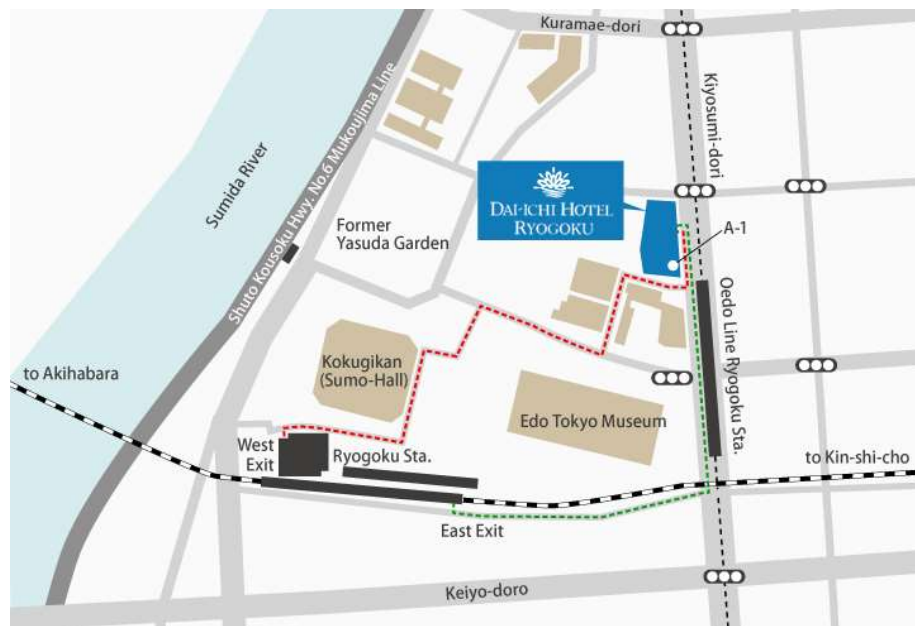 Kuramae-dori
Kiyosumi-dori
Shuto Kousoku Hwy. No.6 Mukoujima Line
Sumida River
DAI-ICHI HOTEL
RYOGOKU
Former
Yasuda Garden
A-1
Oedo Line Ryogoku Sta.
to Akihabara
Kokugikan
(Sumo-Hall)
Edo Tokyo Museum
West
Exit
Ryogoku Sta.
to Kin-shi-cho
East Exit
Keiyo-doro